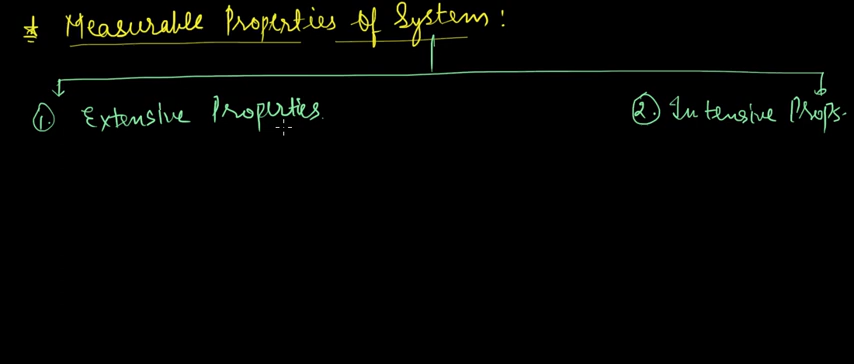 * Measurable Properties of System:
1. Extensive Properties.
2. Intensive Props.